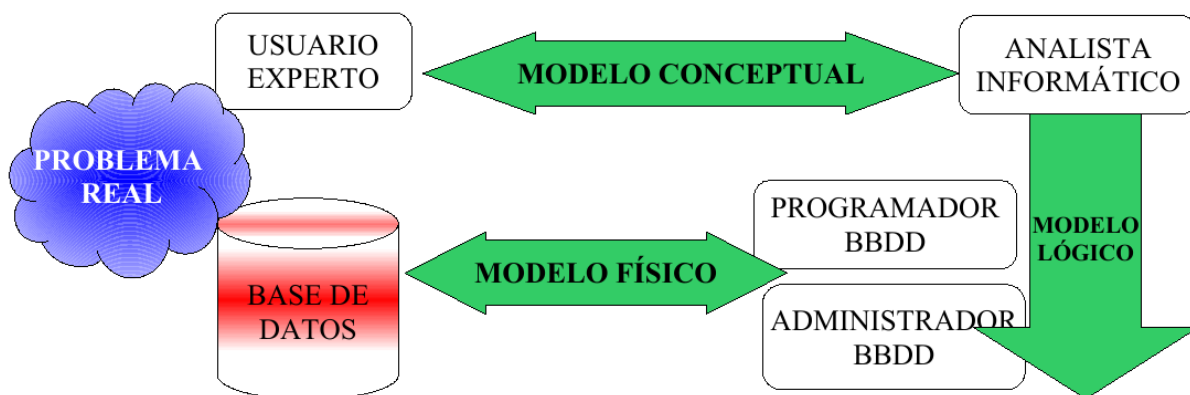 USUARIO
EXPERTO
MODELO CONCEPTUAL
ANALISTA
INFORMÁTICO
PROBLEMA
REAL
PROGRAMADOR
BBDD
MODELO
LÓGICO
MODELO FÍSICO
BASE DE
DATOS
ADMINISTRADOR
BBDD